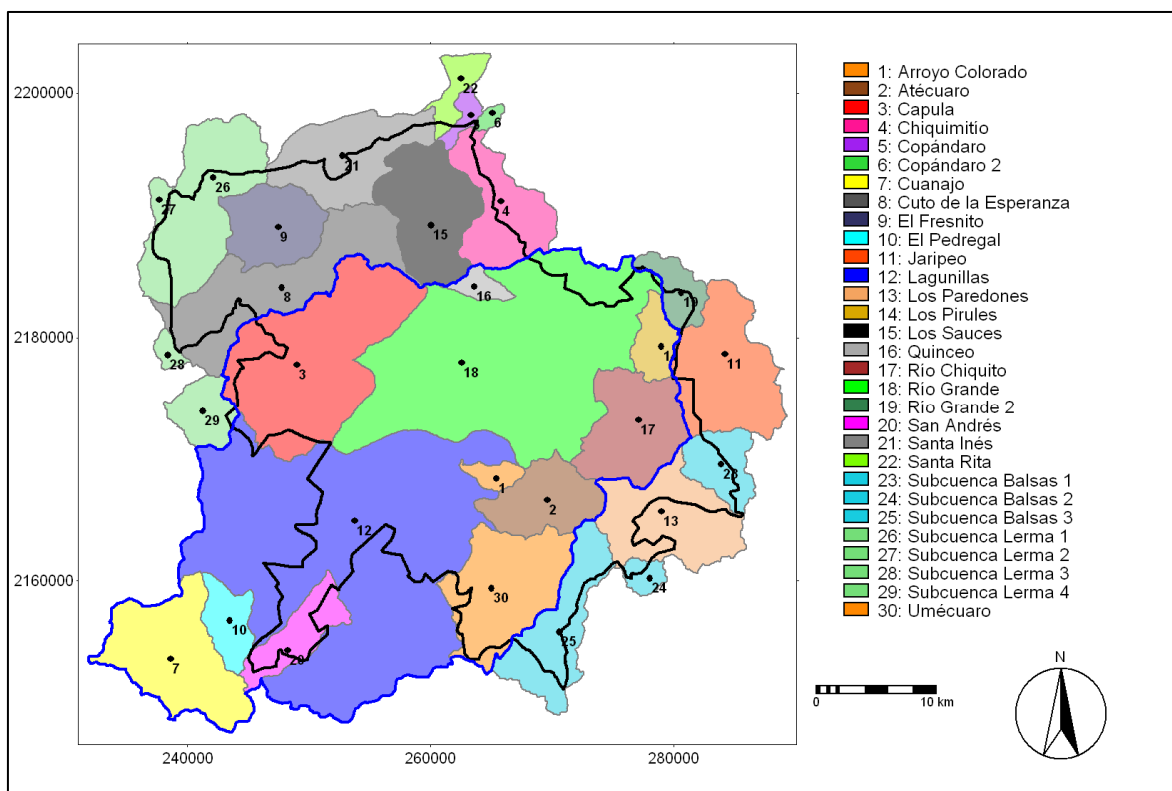 2200000
2180000
2160000
240000
260000
280000
22
5
6
21
26
27
4
15
9
8
16
19
28
3
18
1
11
29
17
23
1
2
12
13
24
30
25
10
20
7
1: Arroyo Colorado
2: Atécuaro
3: Capula
4: Chiquimitio
5: Copándaro
6: Copándaro 2
7: Cuanajo
8: Cuto de la Esperanza
9: El Fresnito
10: El Pedregal
11: Jaripeo
12: Lagunillas
13: Los Paredones
14: Los Pirules
15: Los Sauces
16: Quinceo
17: Río Chiquito
18: Río Grande
19: Río Grande 2
20: San Andrés
21: Santa Inés
22: Santa Rita
23: Subcuenca Balsas 1
24: Subcuenca Balsas 2
25: Subcuenca Balsas 3
26: Subcuenca Lerma 1
27: Subcuenca Lerma 2
28: Subcuenca Lerma 3
29: Subcuenca Lerma 4
30: Umécuaro
0 10 km
N